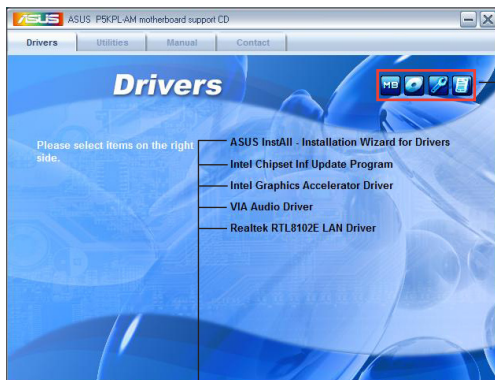 ASUS ASUS P5KPL-AM motherboard support CD
Drivers Utilities Manual Contact
Drivers
MB
Please select items on the right
side.
ASUS InstAll - Installation Wizard for Drivers
Intel Chipset Inf Update Program
Intel Graphics Accelerator Driver
VIA Audio Driver
Realtek RTL8102E LAN Driver